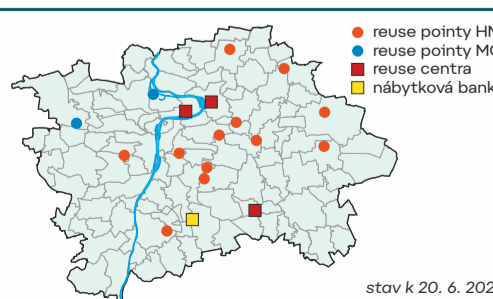 reuse pointy
reuse pointy
reuse centra
nábytková
stav k 20. 6.